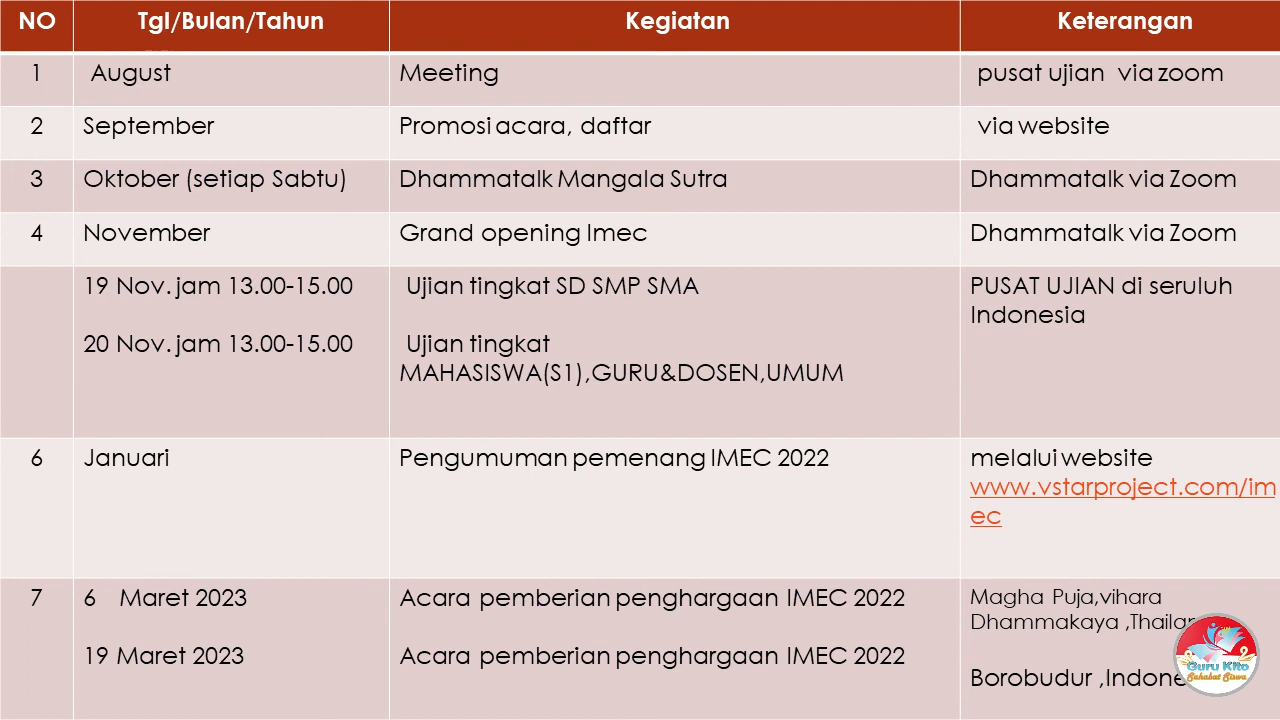 NO Tgl/Bulan/Tahun Kegiatan Keterangan
1 August Meeting pusat ujian via zoom
2 September Promosi acara, daftar via website
3 Oktober (setiap Sabtu) Dhammatalk Mangala Sutra Dhammatalk via Zoom
4 November Grand opening Imec Dhammatalk via Zoom
19 Nov. jam 13.00-15.00 Ujian tingkat SD SMP SMA PUSAT UJIAN di seruluh
Indonesia
20 Nov. jam 13.00-15.00 Ujian tingkat
MAHASISWA(S1),GURU&DOSEN,UMUM
6 Januari Pengumuman pemenang IMEC 2022 melalui website
www.vstarproject.com/im
ec
7 6 Maret 2023 Acara pemberian penghargaan IMEC 2022 Magha Puja,vihara
Dhammakaya
19 Maret 2023 Acara pemberian penghargaan IMEC 2022
Borobudur
Guru Kito
Sahabat Siswa